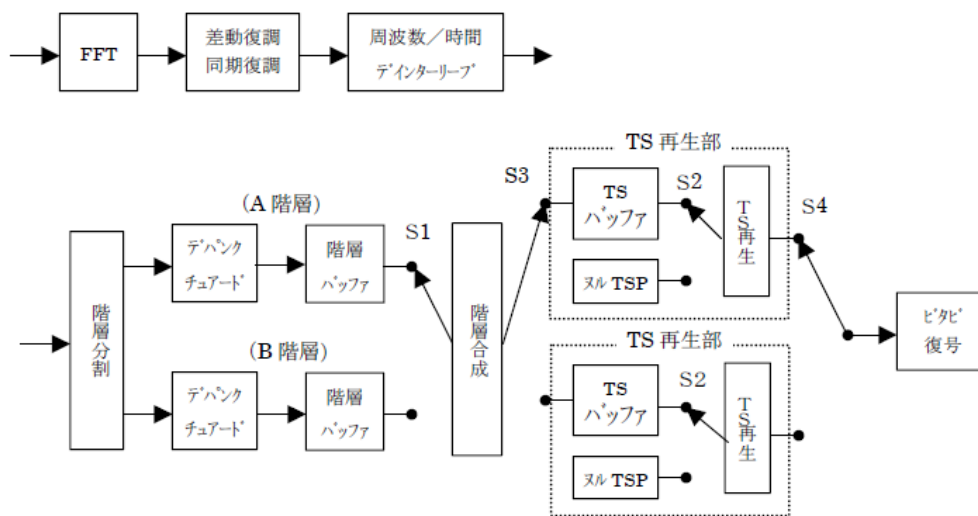 FFT
差動復調
同期復調
周波数／時間
ﾃﾞｲﾝﾀｰﾘｰﾌﾞ
TS 再生部
S3
TS
ﾊﾞｯﾌｧ
S2
TS再生
S4
ﾇﾙ TSP
(A 階層)
S1
ﾃﾞﾊﾟﾝｸ
ﾁｭｱｰﾄﾞ
階層
ﾊﾞｯﾌｧ
階層分割
階層合成
ﾋﾞﾀﾋﾞ
復号
(B 階層)
ﾃﾞﾊﾟﾝｸ
ﾁｭｱｰﾄﾞ
階層
ﾊﾞｯﾌｧ
TS 再生部
TS
ﾊﾞｯﾌｧ
S2
TS再生
ﾇﾙ TSP